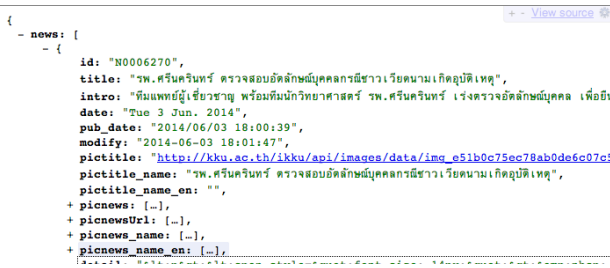 + - View source
{
- news: [
- {
id: "N0006270",
title: "รพ.ศรีนครินทร์ ตรวจสอบอัตลักษณ์บุคคลกรณีชาวเวียดนามเกิดอุบัติเหตุ",
intro: "ทีมแพทย์ผู้เชี่ยวชาญ พร้อมทีมนักวิทยาศาสตร์ รพ.ศรีนครินทร์ เร่งตรวจอัตลักษณ์บุคคล เพื่อยืน
date: "Tue 3 Jun. 2014",
pub_date: "2014/06/03 18:00:39",
modify: "2014-06-03 18:01:47",
pictitle: "http://kku.ac.th/ikku/api/images/data/img_e51b0c75ec78ab0de6c07c5
pictitle_name: "รพ.ศรีนครินทร์ ตรวจสอบอัตลักษณ์บุคคลกรณีชาวเวียดนามเกิดอุบัติเหตุ",
pictitle_name_en: "",
+ picnews: […],
+ picnewsUrl: […],
+ picnews_name: […],
+ picnews_name_en: […],